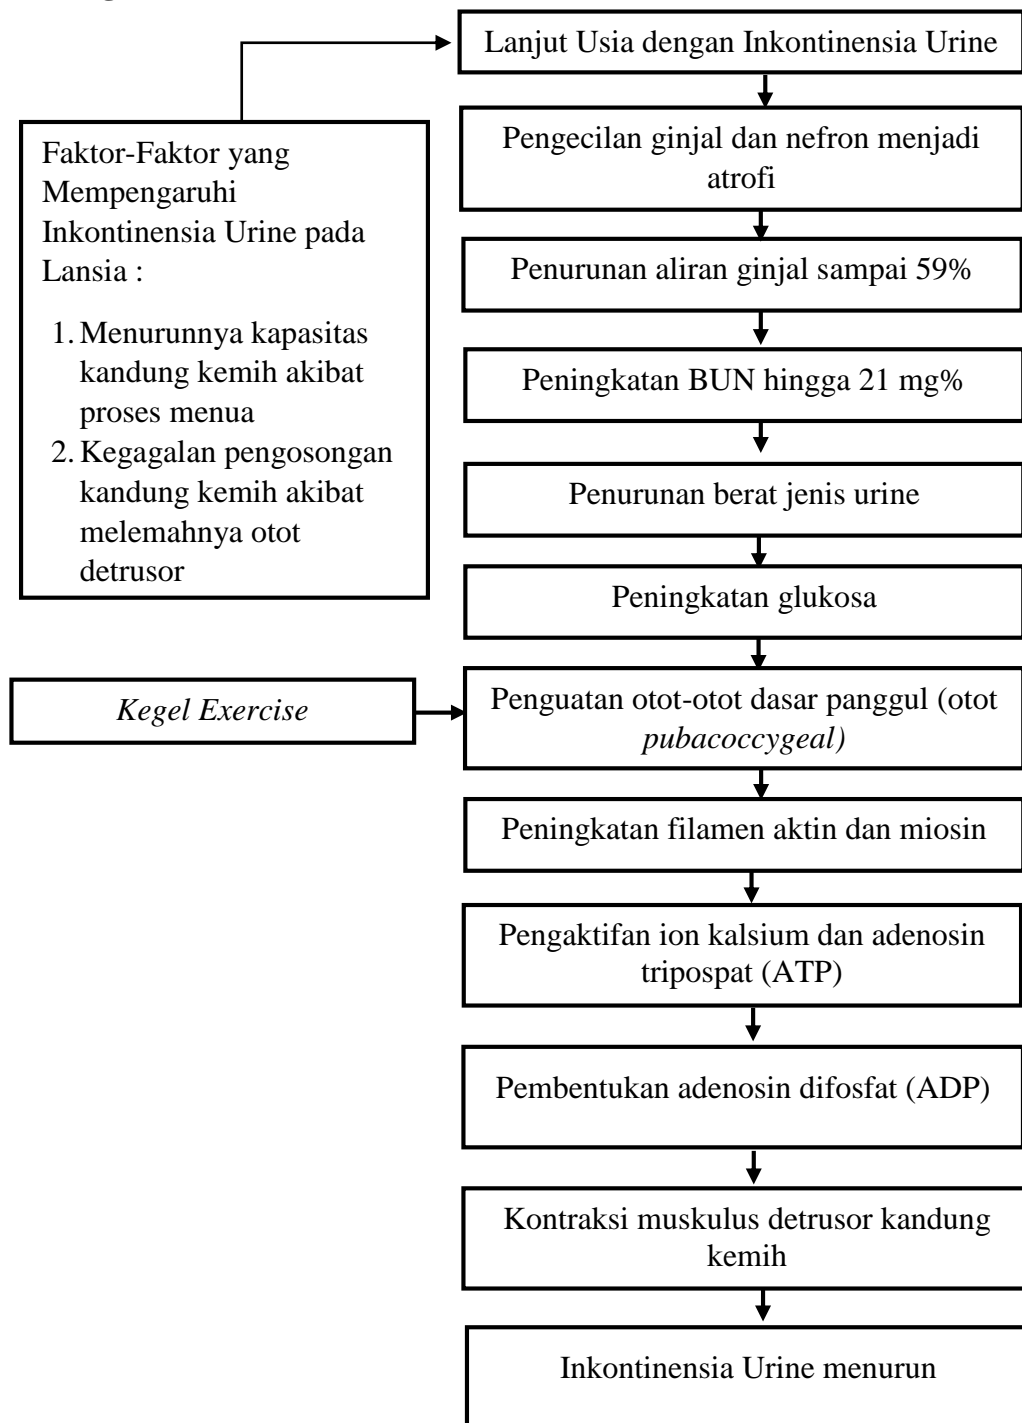 Lanjut Usia dengan Inkontinensia Urine
Pengecilan ginjal dan nefron menjadi
atrofi
Faktor-Faktor yang
Mempengaruhi
Inkontinensia Urine pada
Lansia :
1. Menurunnya kapasitas
kandung kemih akibat
proses menua
2. Kegagalan pengosongan
kandung kemih akibat
melemahnya otot
detrusor
Penurunan aliran ginjal sampai 59%
Peningkatan BUN hingga 21 mg%
Penurunan berat jenis urine
Peningkatan glukosa
Kegel Exercise
Penguatan otot-otot dasar panggul (otot
pubacoccygeal)
Peningkatan filamen aktin dan miosin
Pengaktifan ion kalsium dan adenosin
tripospat (ATP)
Pembentukan adenosin difosfat (ADP)
Kontraksi muskulus detrusor kandung
kemih
Inkontinensia Urine menurun